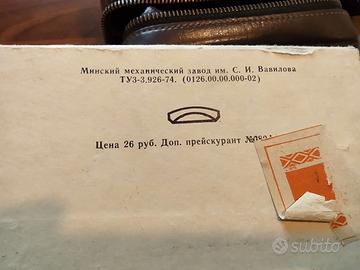 Минский механический завод им. С. И. Вавилова
ТУ3-3.926-74. (0126.00.00.000-02)
Цена 26 руб. Доп. прейскурант
subito